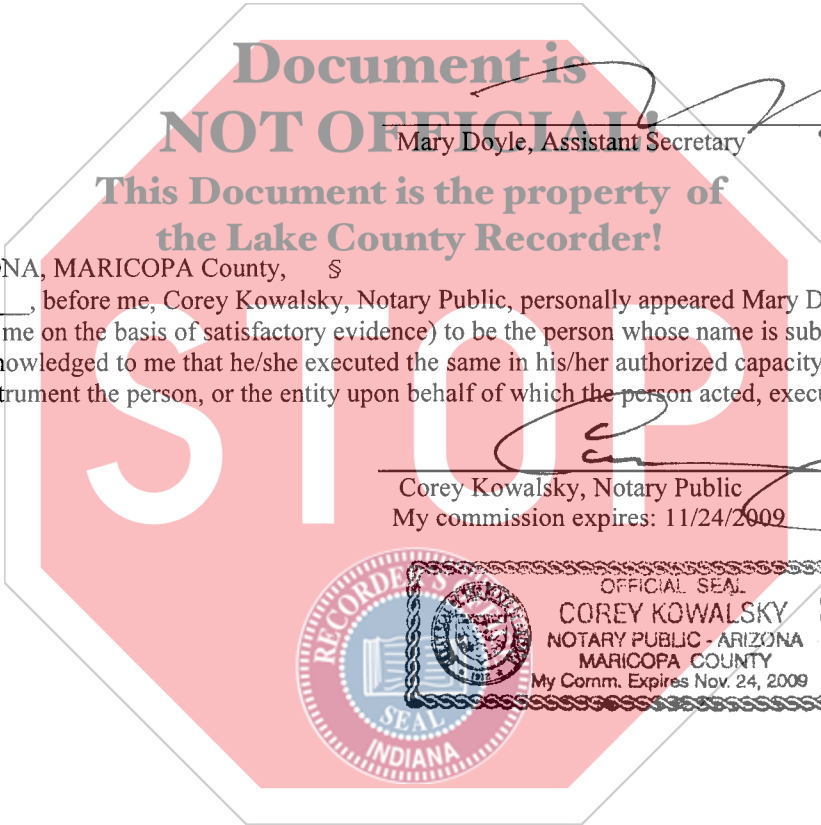 Document is
NOT OFFICIAL!
Mary Doyle, Assistant Secretary
This Document is the property of
the Lake County Recorder!
NA, MARICOPA County, §
, before me, Corey Kowalsky, Notary Public, personally appeared Mary D
me on the basis of satisfactory evidence) to be the person whose name is sub
nowledged to me that he/she executed the same in his/her authorized capacity
trument the person, or the entity upon behalf of which the person acted, execu
STOP
Corey Kowalsky, Notary Public
My commission expires: 11/24/2009
RECORDER'S OFFICE
SEAL
INDIANA
OFFICIAL SEAL
COREY KOWALSKY
NOTARY PUBLIC - ARIZONA
MARICOPA COUNTY
My Comm. Expires Nov. 24, 2009
1912